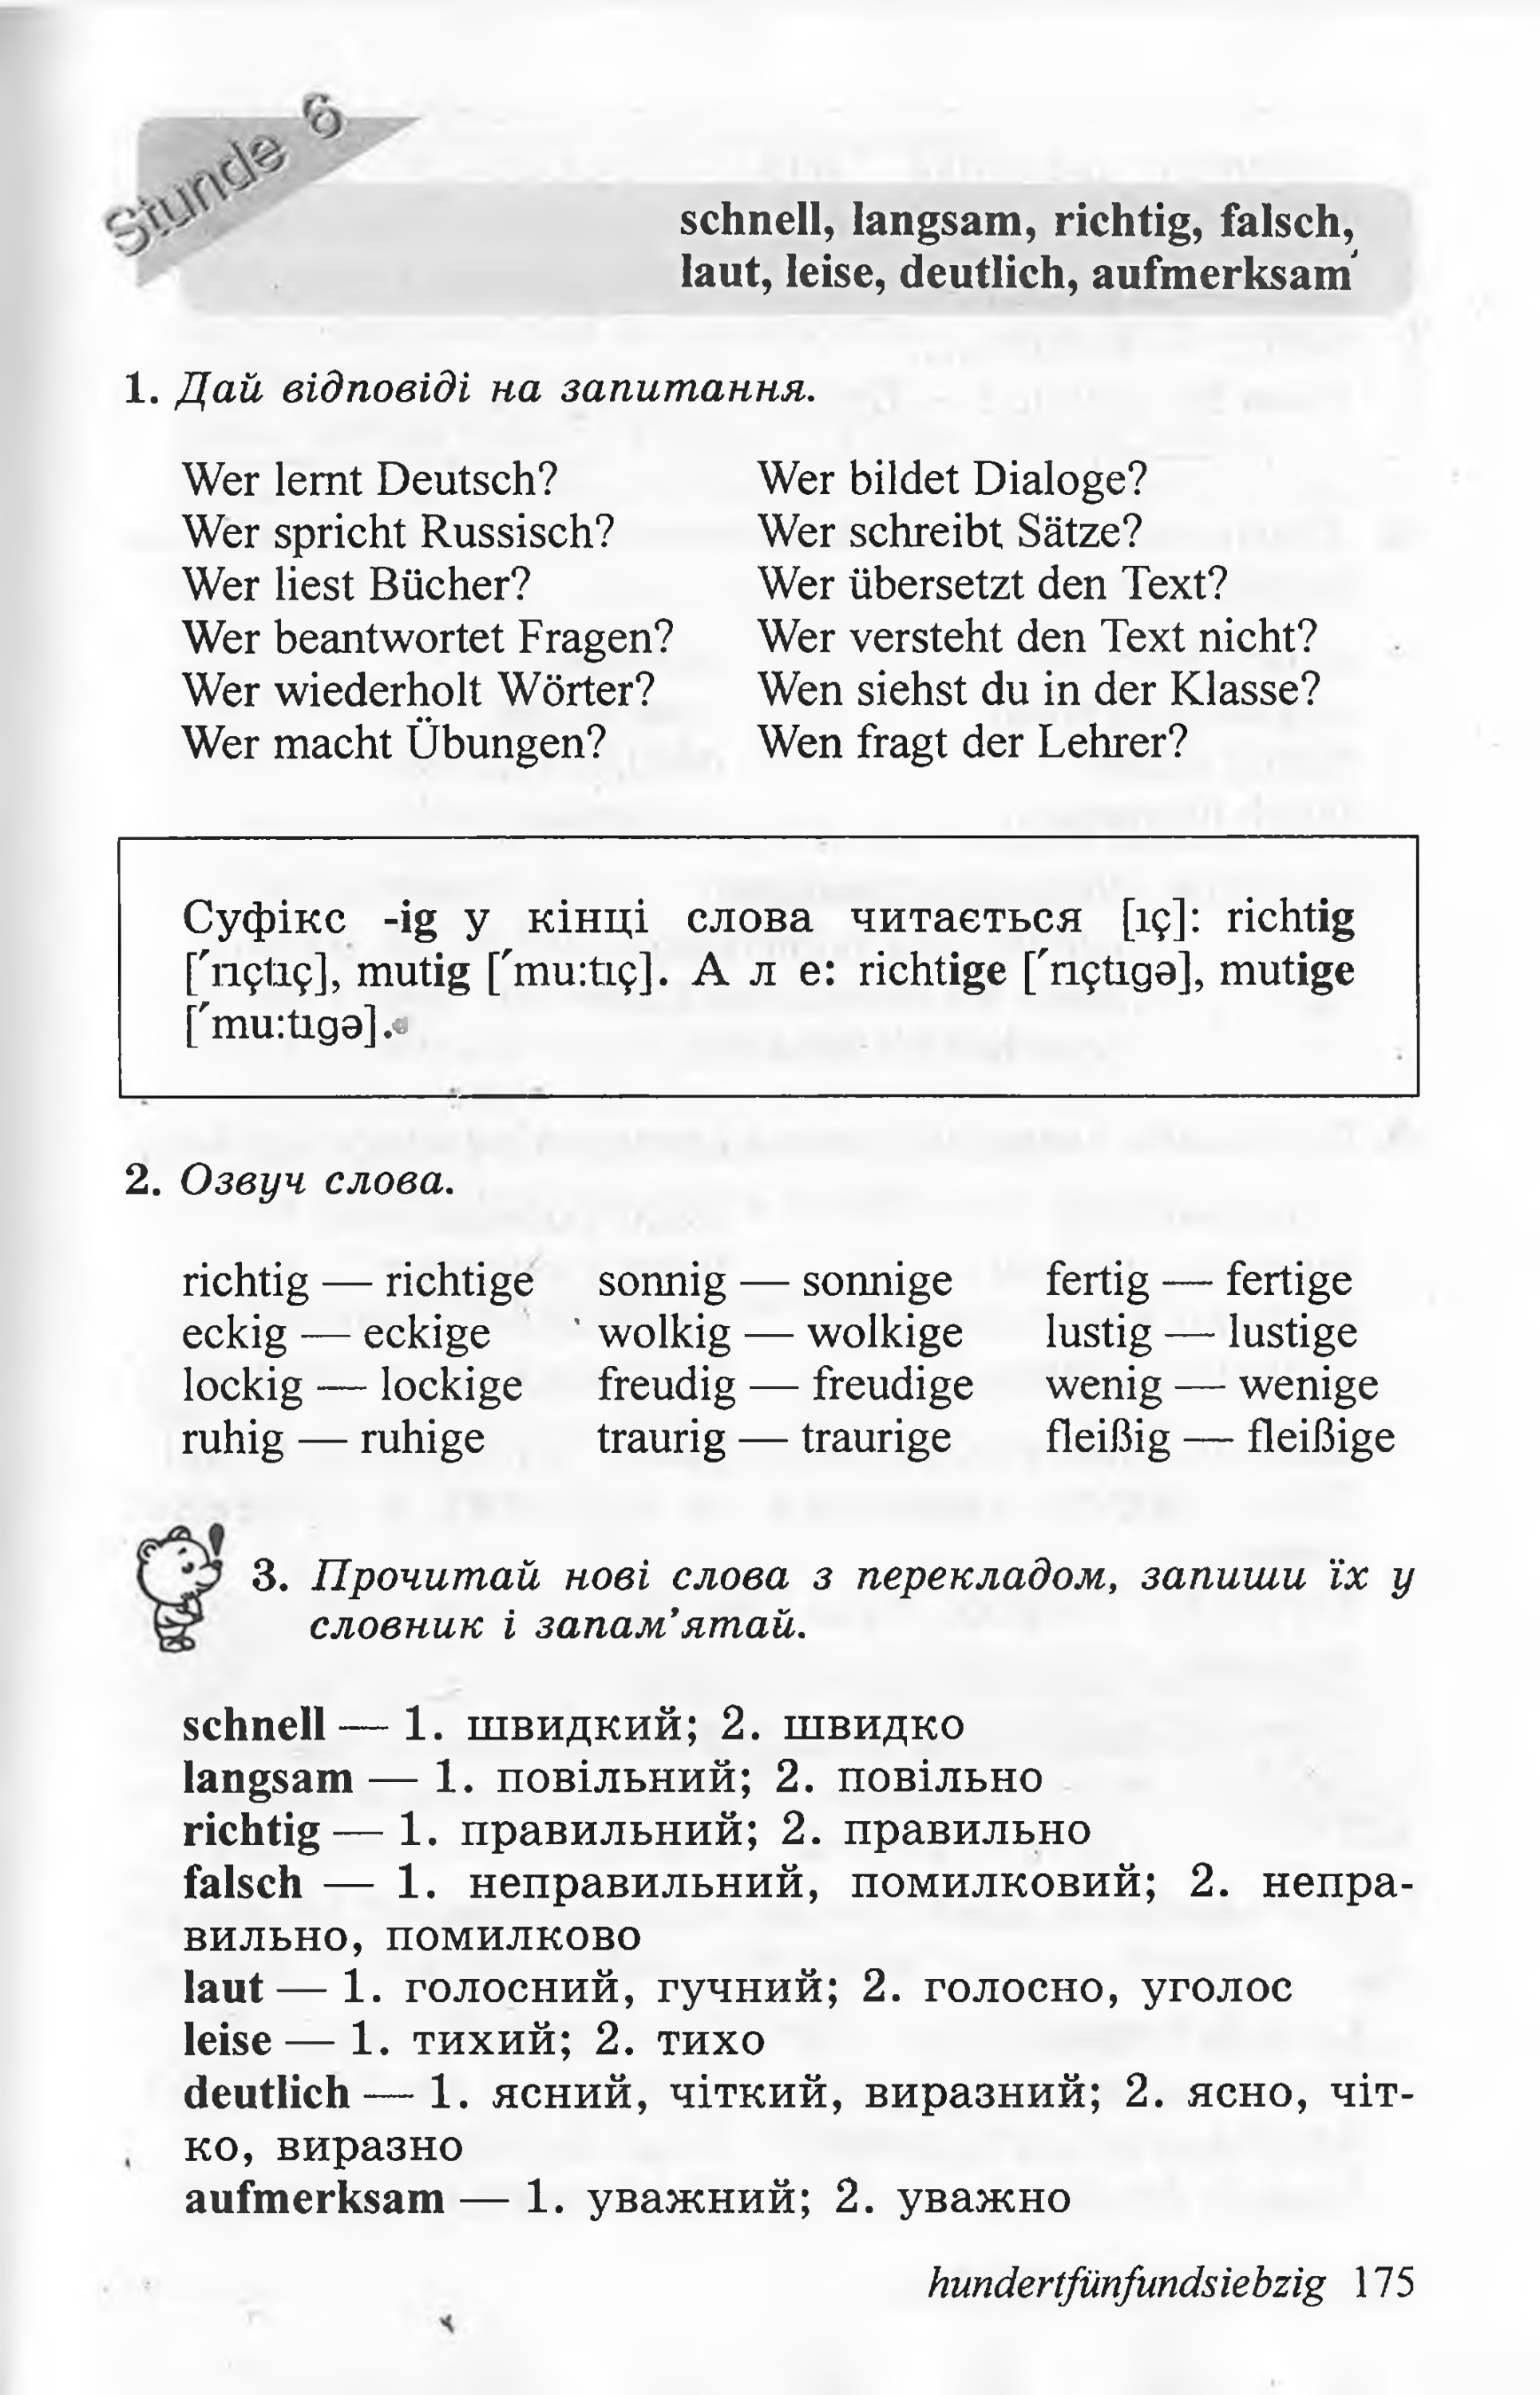 Stunde 6
schnell, langsam, richtig, falsch,
laut, leise, deutlich, aufmerksam
1. Дай відповіді на запитання.
Wer lernt Deutsch?
Wer spricht Russisch?
Wer liest Bücher?
Wer beantwortet Fragen?
Wer wiederholt Wörter?
Wer macht Übungen?
Wer bildet Dialoge?
Wer schreibt Sätze?
Wer übersetzt den Text?
Wer versteht den Text nicht?
Wen siehst du in der Klasse?
Wen fragt der Lehrer?
Суфікс -ig у кінці слова читається [ıç]: richtig
[ˊrıçtıç], mutig [ˊmu:tıç]. А л е: richtige [ˊrıçtıgə], mutige
[ˊmu:tıgə].
2. Озвуч слова.
richtig — richtige sonnig — sonnige fertig — fertige
eckig — eckige wolkig — wolkige lustig — lustige
lockig — lockige freudig — freudige wenig — wenige
ruhig — ruhige traurig — traurige fleißig — fleißige
3. Прочитай нові слова з перекладом, запиши їх у
словник і запам’ятай.
schnell — 1. швидкий; 2. швидко
langsam — 1. повільний; 2. повільно
richtig — 1. правильний; 2. правильно
falsch — 1. неправильний, помилковий; 2. непра-
вильно, помилково
laut — 1. голосний, гучний; 2. голосно, уголос
leise — 1. тихий; 2. тихо
deutlich — 1. ясний, чіткий, виразний; 2. ясно, чіт-
ко, виразно
aufmerksam — 1. уважний; 2. уважно
hundertfünfundsiebzig 175